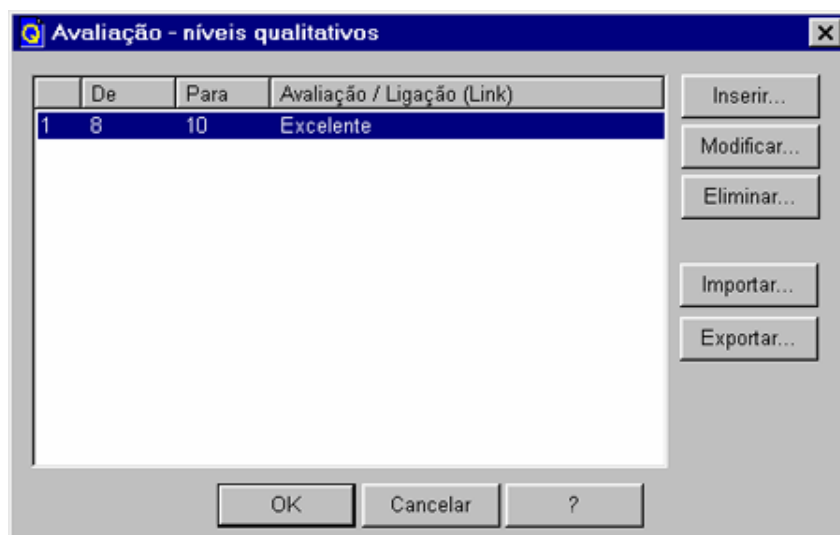 Avaliação - níveis qualitativos
De Para Avaliação / Ligação (Link)
1 8 10 Excelente
Inserir...
Modificar...
Eliminar...
Importar...
Exportar...
OK Cancelar ?